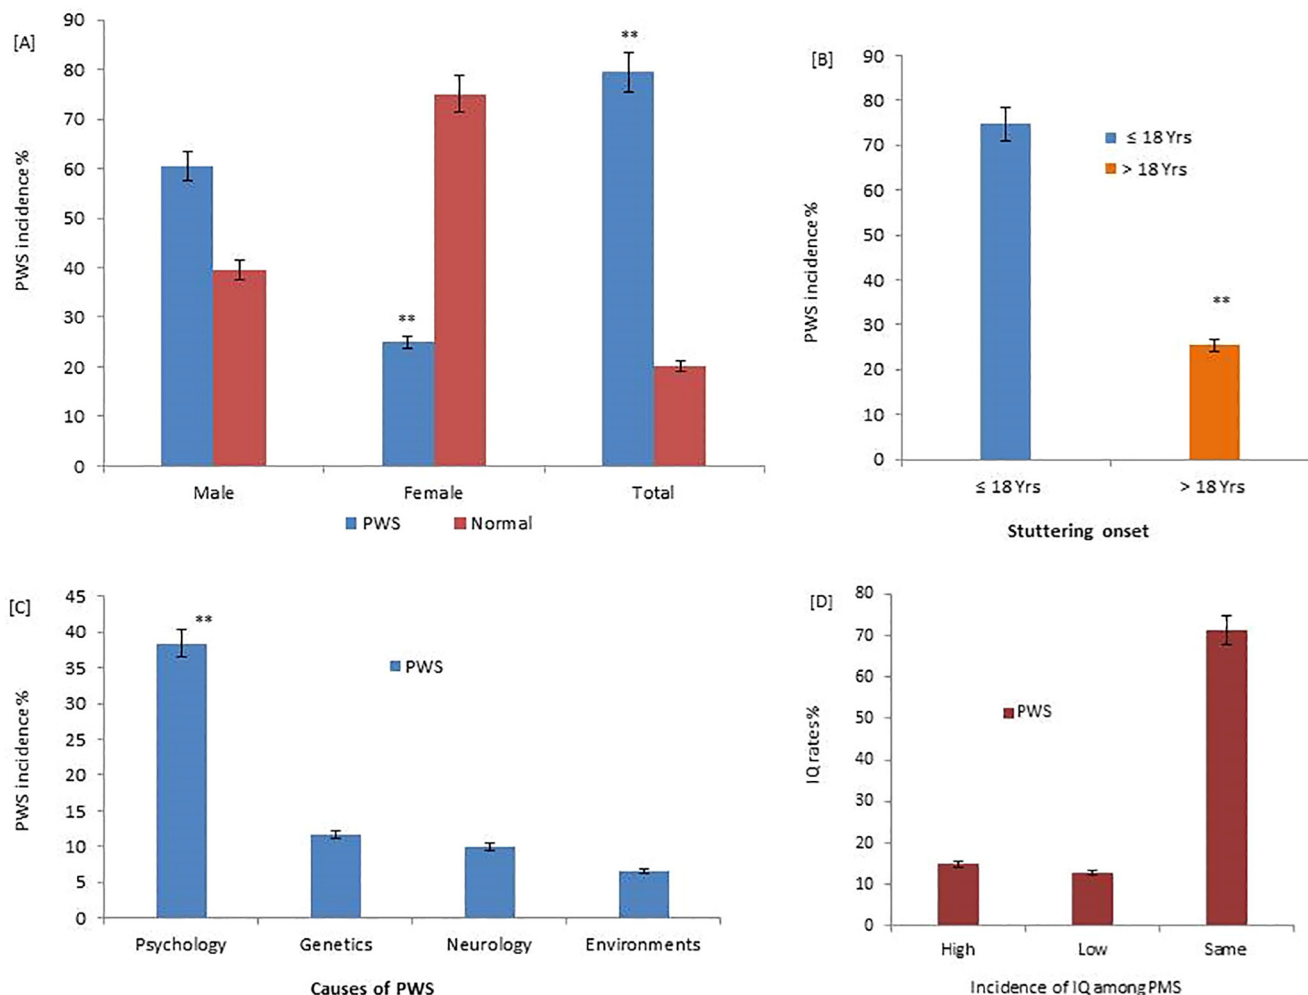 [A]
PWS incidence %
90
80
70
60
50
40
30
20
10
0
**
**
Male Female Total
PWS Normal
[B]
PWS incidence %
90
80
70
60
50
40
30
20
10
0
≤ 18 Yrs
> 18 Yrs
**
≤ 18 Yrs > 18 Yrs
Stuttering onset
[C]
PWS incidence %
45
40
35
30
25
20
15
10
5
0
**
PWS
Psychology Genetics Neurology Environments
Causes of PWS
[D]
IQ rates%
80
70
60
50
40
30
20
10
0
PWS
High Low Same
Incidence of IQ among PMS